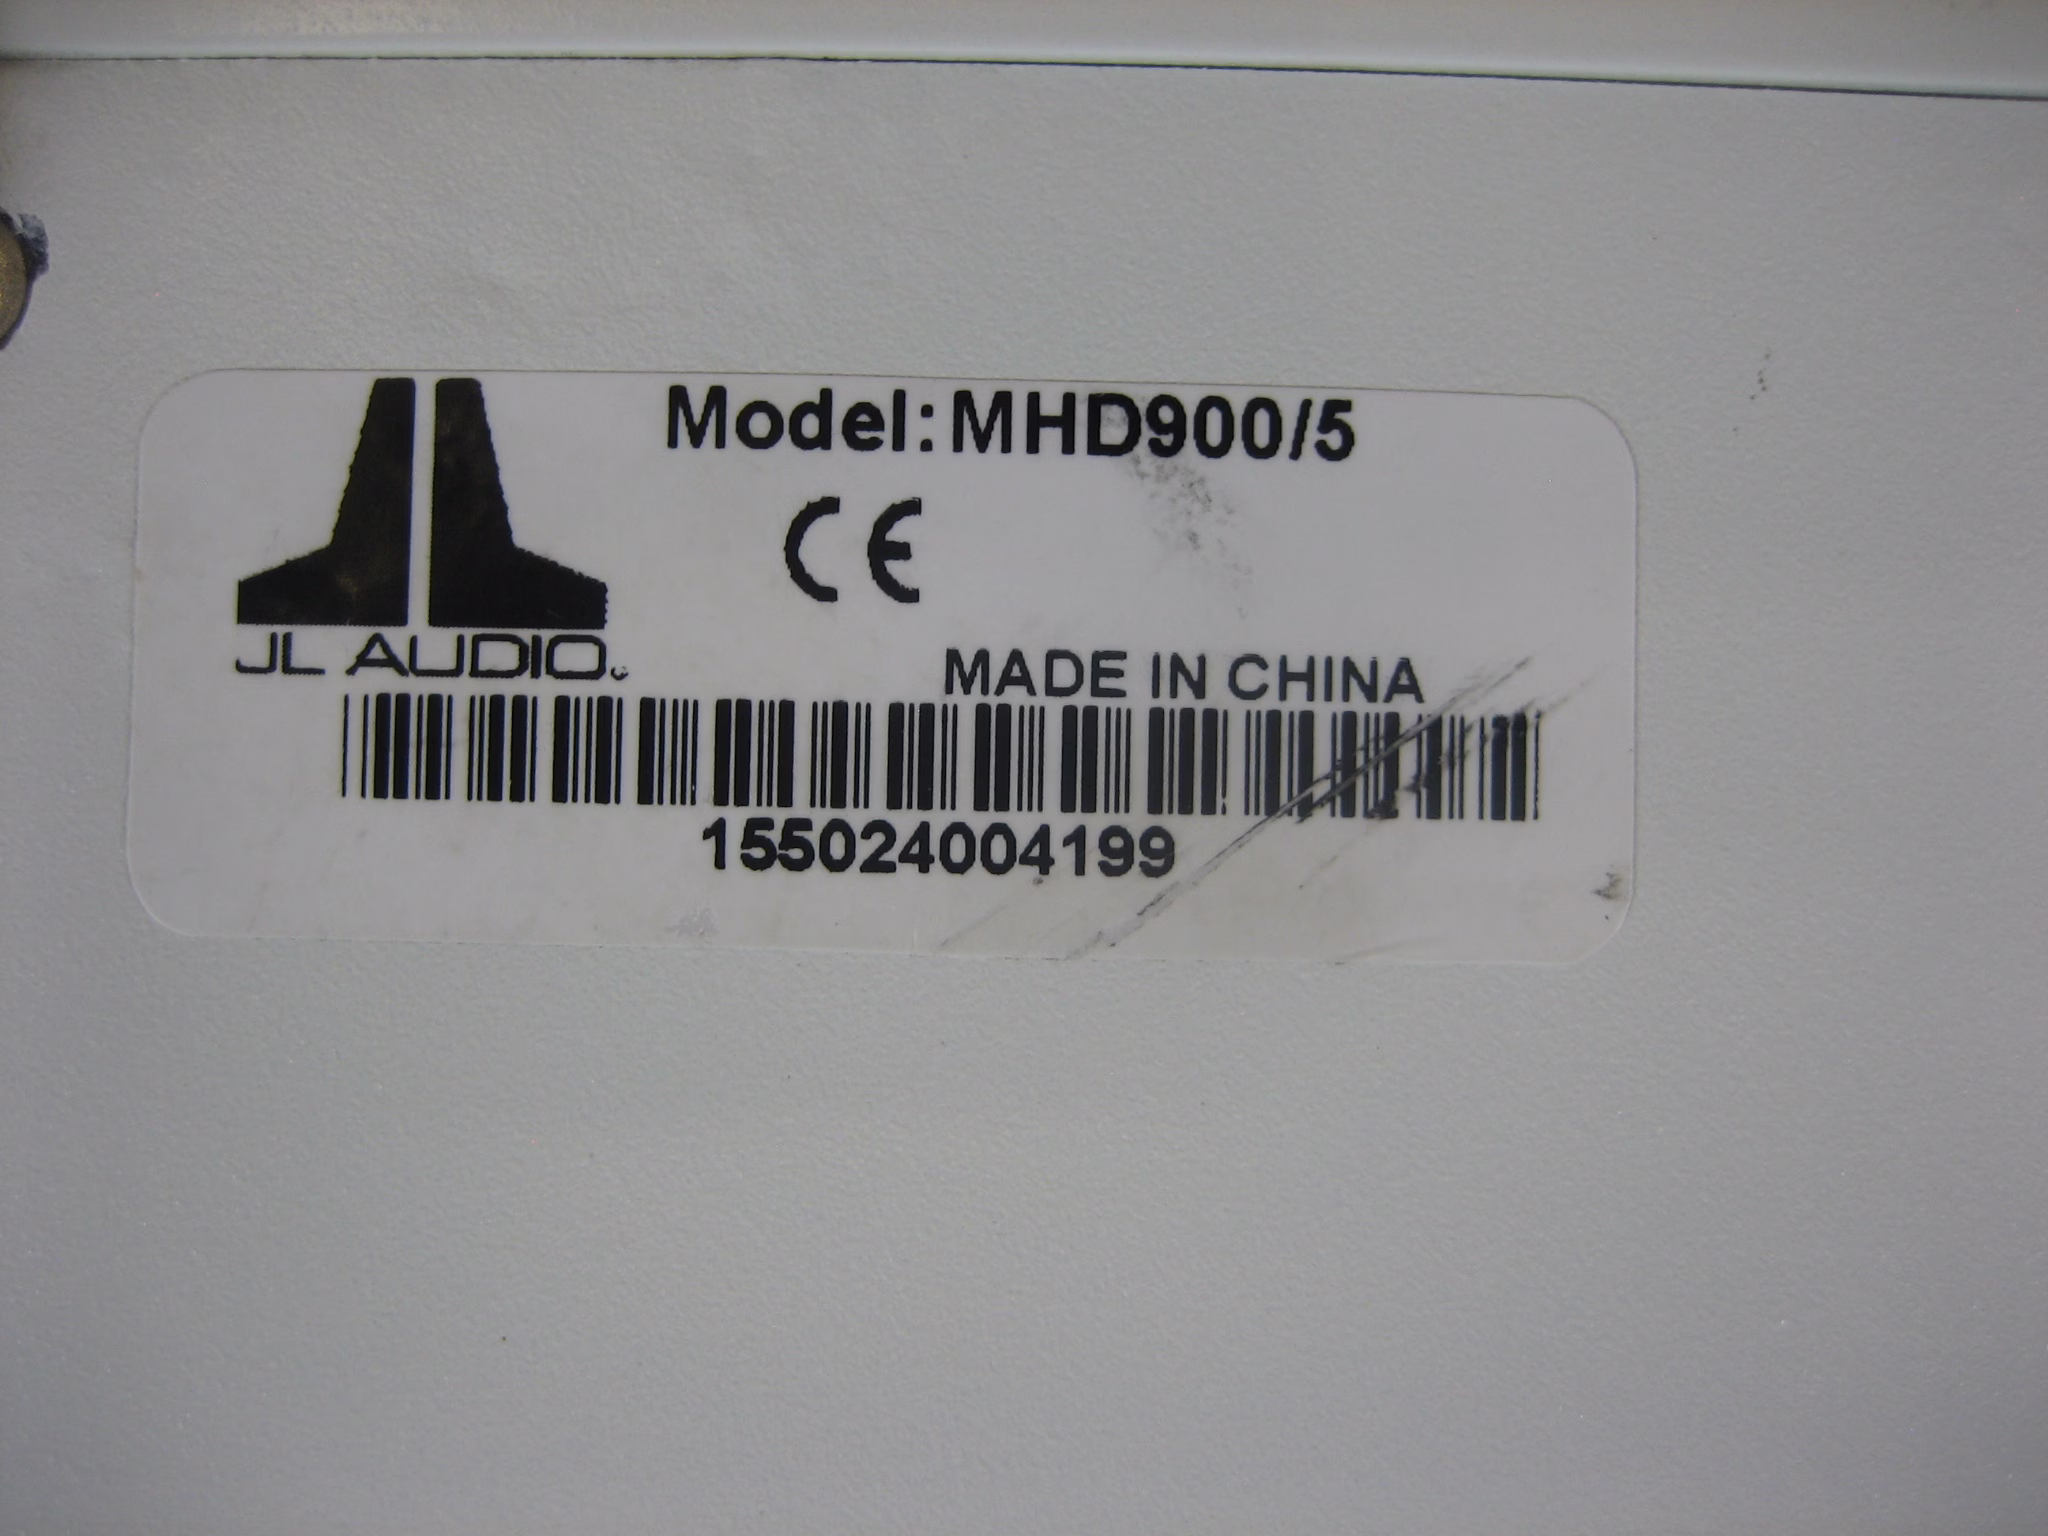 Model: MHD900/5
CE
JL AUDIO
MADE IN CHINA
155024004199